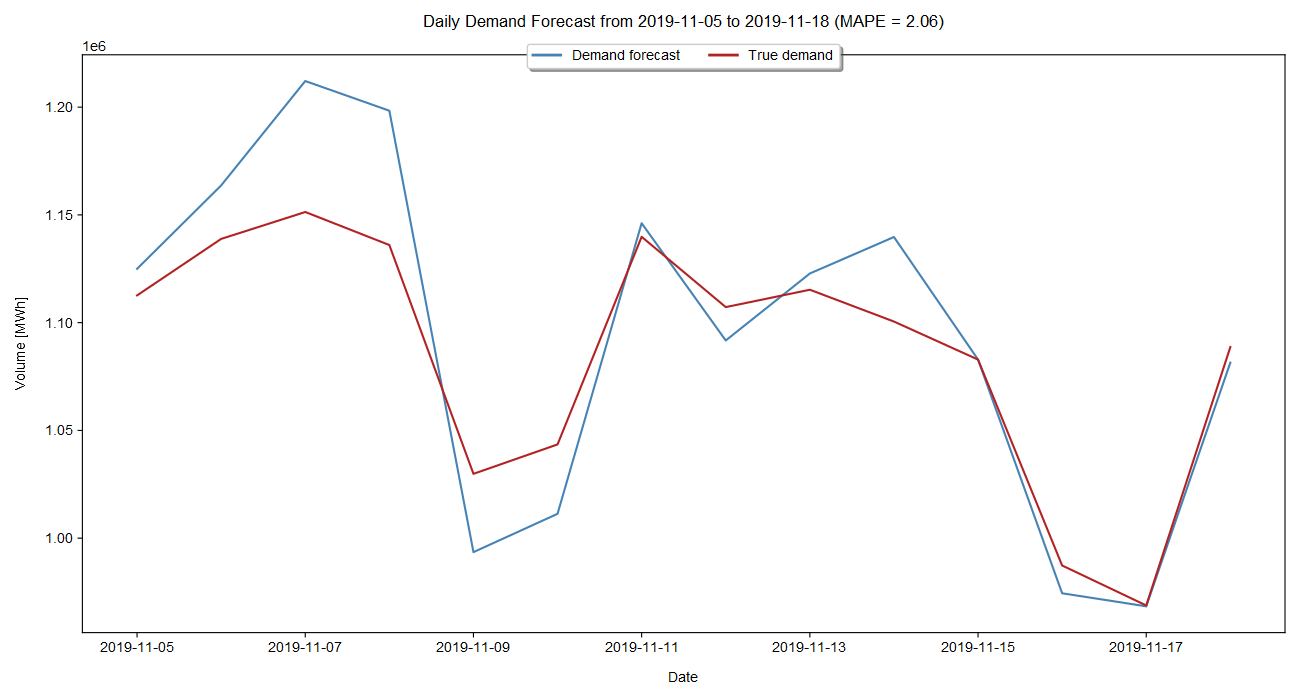 Daily Demand Forecast from 2019-11-05 to 2019-11-18 (MAPE = 2.06)
1e6
Demand forecast True demand
1.20
1.15
1.10
1.05
1.00
Volume [MWh]
2019-11-05 2019-11-07 2019-11-09 2019-11-11 2019-11-13 2019-11-15 2019-11-17
Date